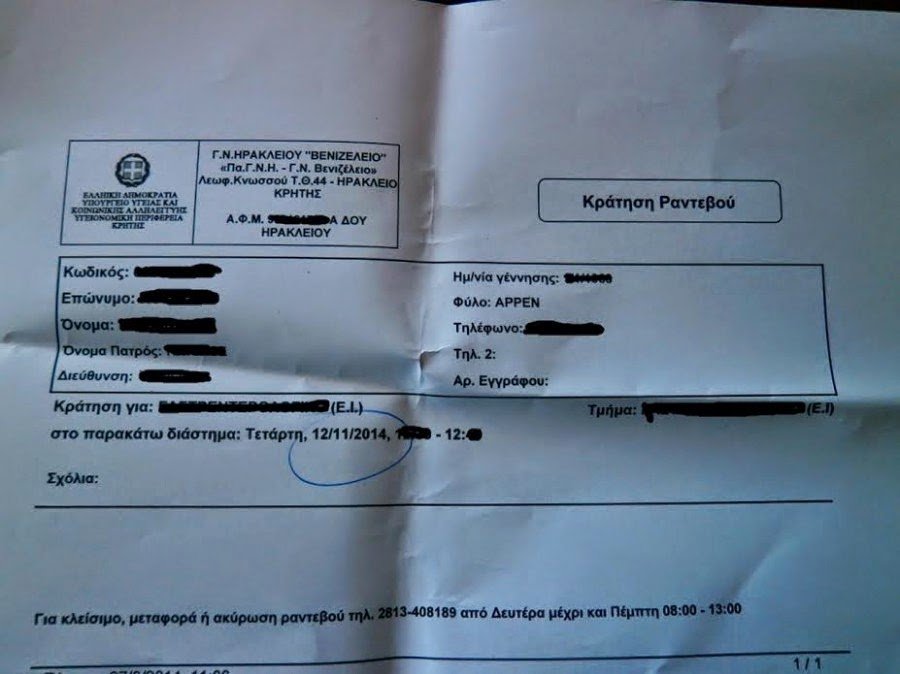 ΕΛΛΗΝΙΚΗ ΔΗΜΟΚΡΑΤΙΑ
ΥΠΟΥΡΓΕΙΟ ΥΓΕΙΑΣ ΚΑΙ
ΚΟΙΝΩΝΙΚΗΣ ΑΛΛΗΛΕΓΓΥΗΣ
ΥΓΕΙΟΝΟΜΙΚΗ ΠΕΡΙΦΕΡΕΙΑ
ΚΡΗΤΗΣ
Γ.Ν.ΗΡΑΚΛΕΙΟΥ "ΒΕΝΙΖΕΛΕΙΟ"
«Πα.Γ.Ν.Η. - Γ.Ν. Βενιζέλειο»
Λεωφ.Κνωσσού Τ.Θ.44 - ΗΡΑΚΛΕΙΟ
ΚΡΗΤΗΣ
Α.Φ.Μ. Α ΔΟΥ
ΗΡΑΚΛΕΙΟΥ
Κράτηση Ραντεβού
Κωδικός:
Επώνυμο:
Όνομα:
Όνομα Πατρός:
Διεύθυνση:
Ημ/νία γέννησης:
Φύλο: ΑΡΡΕΝ
Τηλέφωνο:
Τηλ. 2:
Αρ. Εγγράφου:
Κράτηση για: (Ε.Ι.)
Τμήμα: (Ε.Ι)
στο παρακάτω διάστημα: Τετάρτη, 12/11/2014, - 12:
Σχόλια:
Για κλείσιμο, μεταφορά ή ακύρωση ραντεβού τηλ. 2813-408189 από Δευτέρα μέχρι και Πέμπτη 08:00 - 13:00
1 / 1